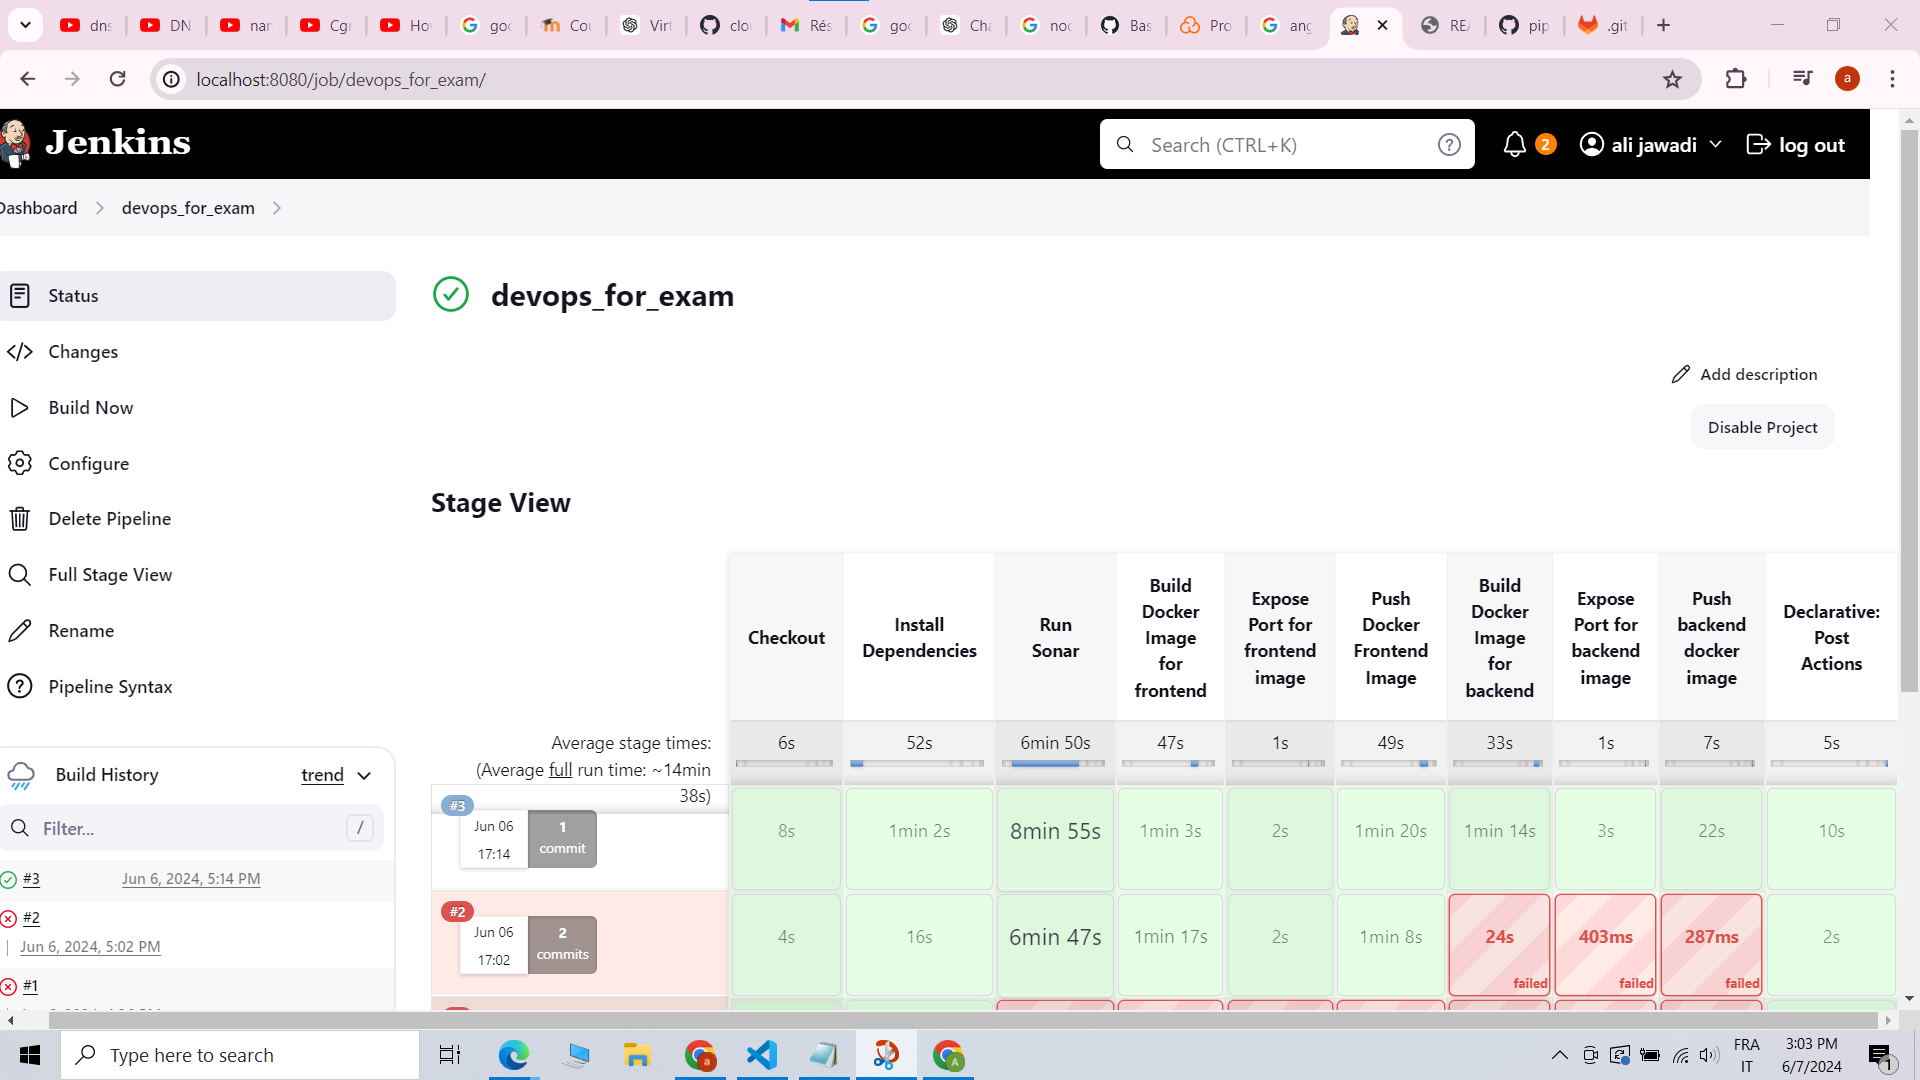 dns
DN
nar
Cgr
Hov
goo
Cou
Virt
clou
Rés
goo
Cha
noc
Bas
Pro
ang
REA
pip
.git
localhost:8080/job/devops_for_exam/
a
Jenkins
Search (CTRL+K)
2
ali jawadi
log out
Dashboard
devops_for_exam
Status
Changes
Build Now
Configure
Delete Pipeline
Full Stage View
Rename
Pipeline Syntax
devops_for_exam
Add description
Disable Project
Stage View
Checkout
Install
Dependencies
Run
Sonar
Build
Docker
Image
for
frontend
Expose
Port for
frontend
image
Push
Docker
Frontend
Image
Build
Docker
Image
for
backend
Expose
Port for
backend
image
Push
backend
docker
image
Declarative:
Post
Actions
Average stage times:
(Average full run time: ~14min
38s)
6s
52s
6min 50s
47s
1s
49s
33s
1s
7s
5s
#3
Jun 06
17:14
1
commit
8s
1min 2s
8min 55s
1min 3s
2s
1min 20s
1min 14s
3s
22s
10s
#2
Jun 06
17:02
2
commits
4s
16s
6min 47s
1min 17s
2s
1min 8s
24s
failed
403ms
failed
287ms
failed
2s
Build History
trend
Filter...
/
#3
Jun 6, 2024, 5:14 PM
#2
Jun 6, 2024, 5:02 PM
#1
Type here to search
FRA
IT
3:03 PM
6/7/2024
1